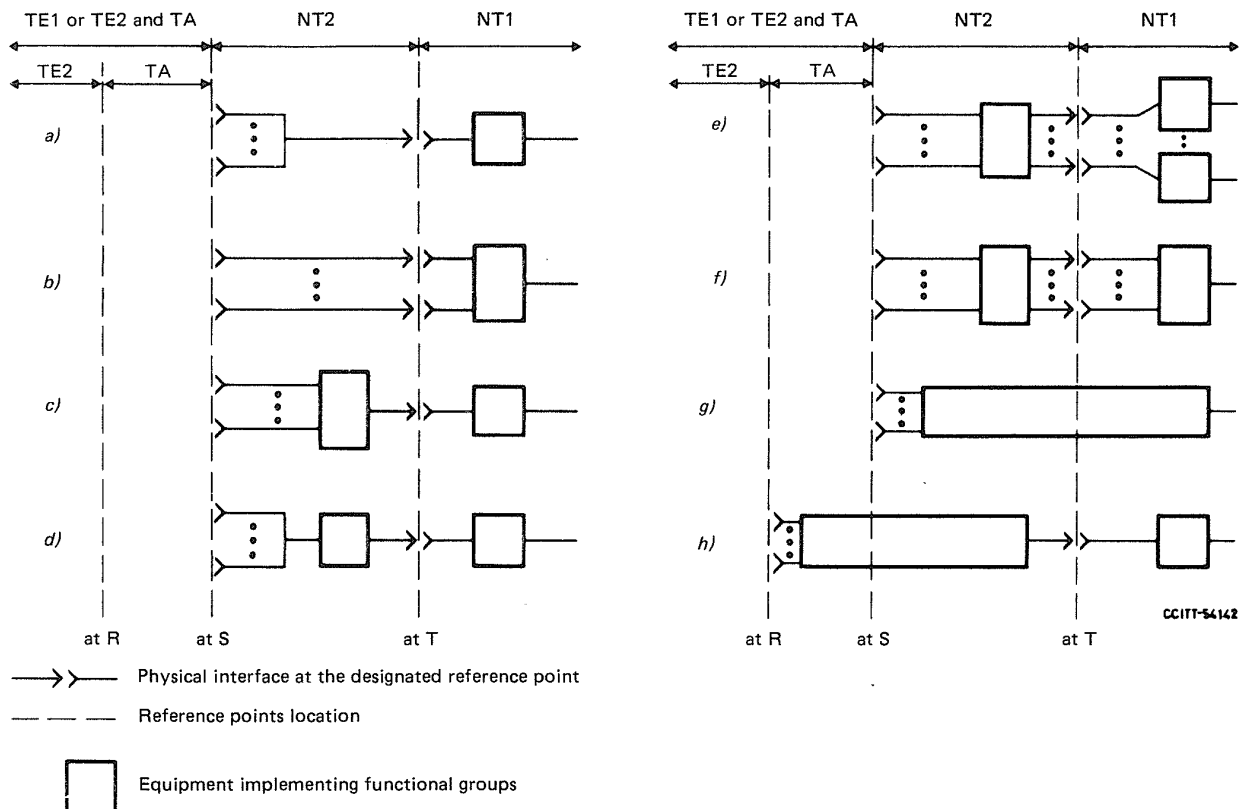 TE1 or TE2 and TA NT2 NT1
TE2 TA
a)
b)
c)
d)
at R at S at T
TE1 or TE2 and TA NT2 NT1
TE2 TA
e)
f)
g)
h)
CCITT-54142
at R at S at T
Physical interface at the designated reference point
Reference points location
Equipment implementing functional groups